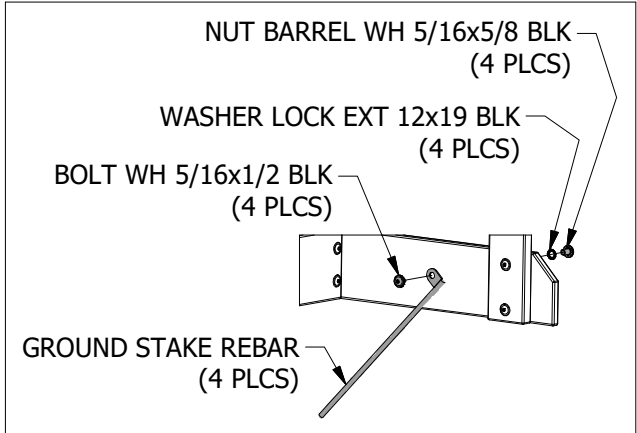 NUT BARREL WH 5/16x5/8 BLK
(4 PLCS)
WASHER LOCK EXT 12x19 BLK
(4 PLCS)
BOLT WH 5/16x1/2 BLK
(4 PLCS)
GROUND STAKE REBAR
(4 PLCS)